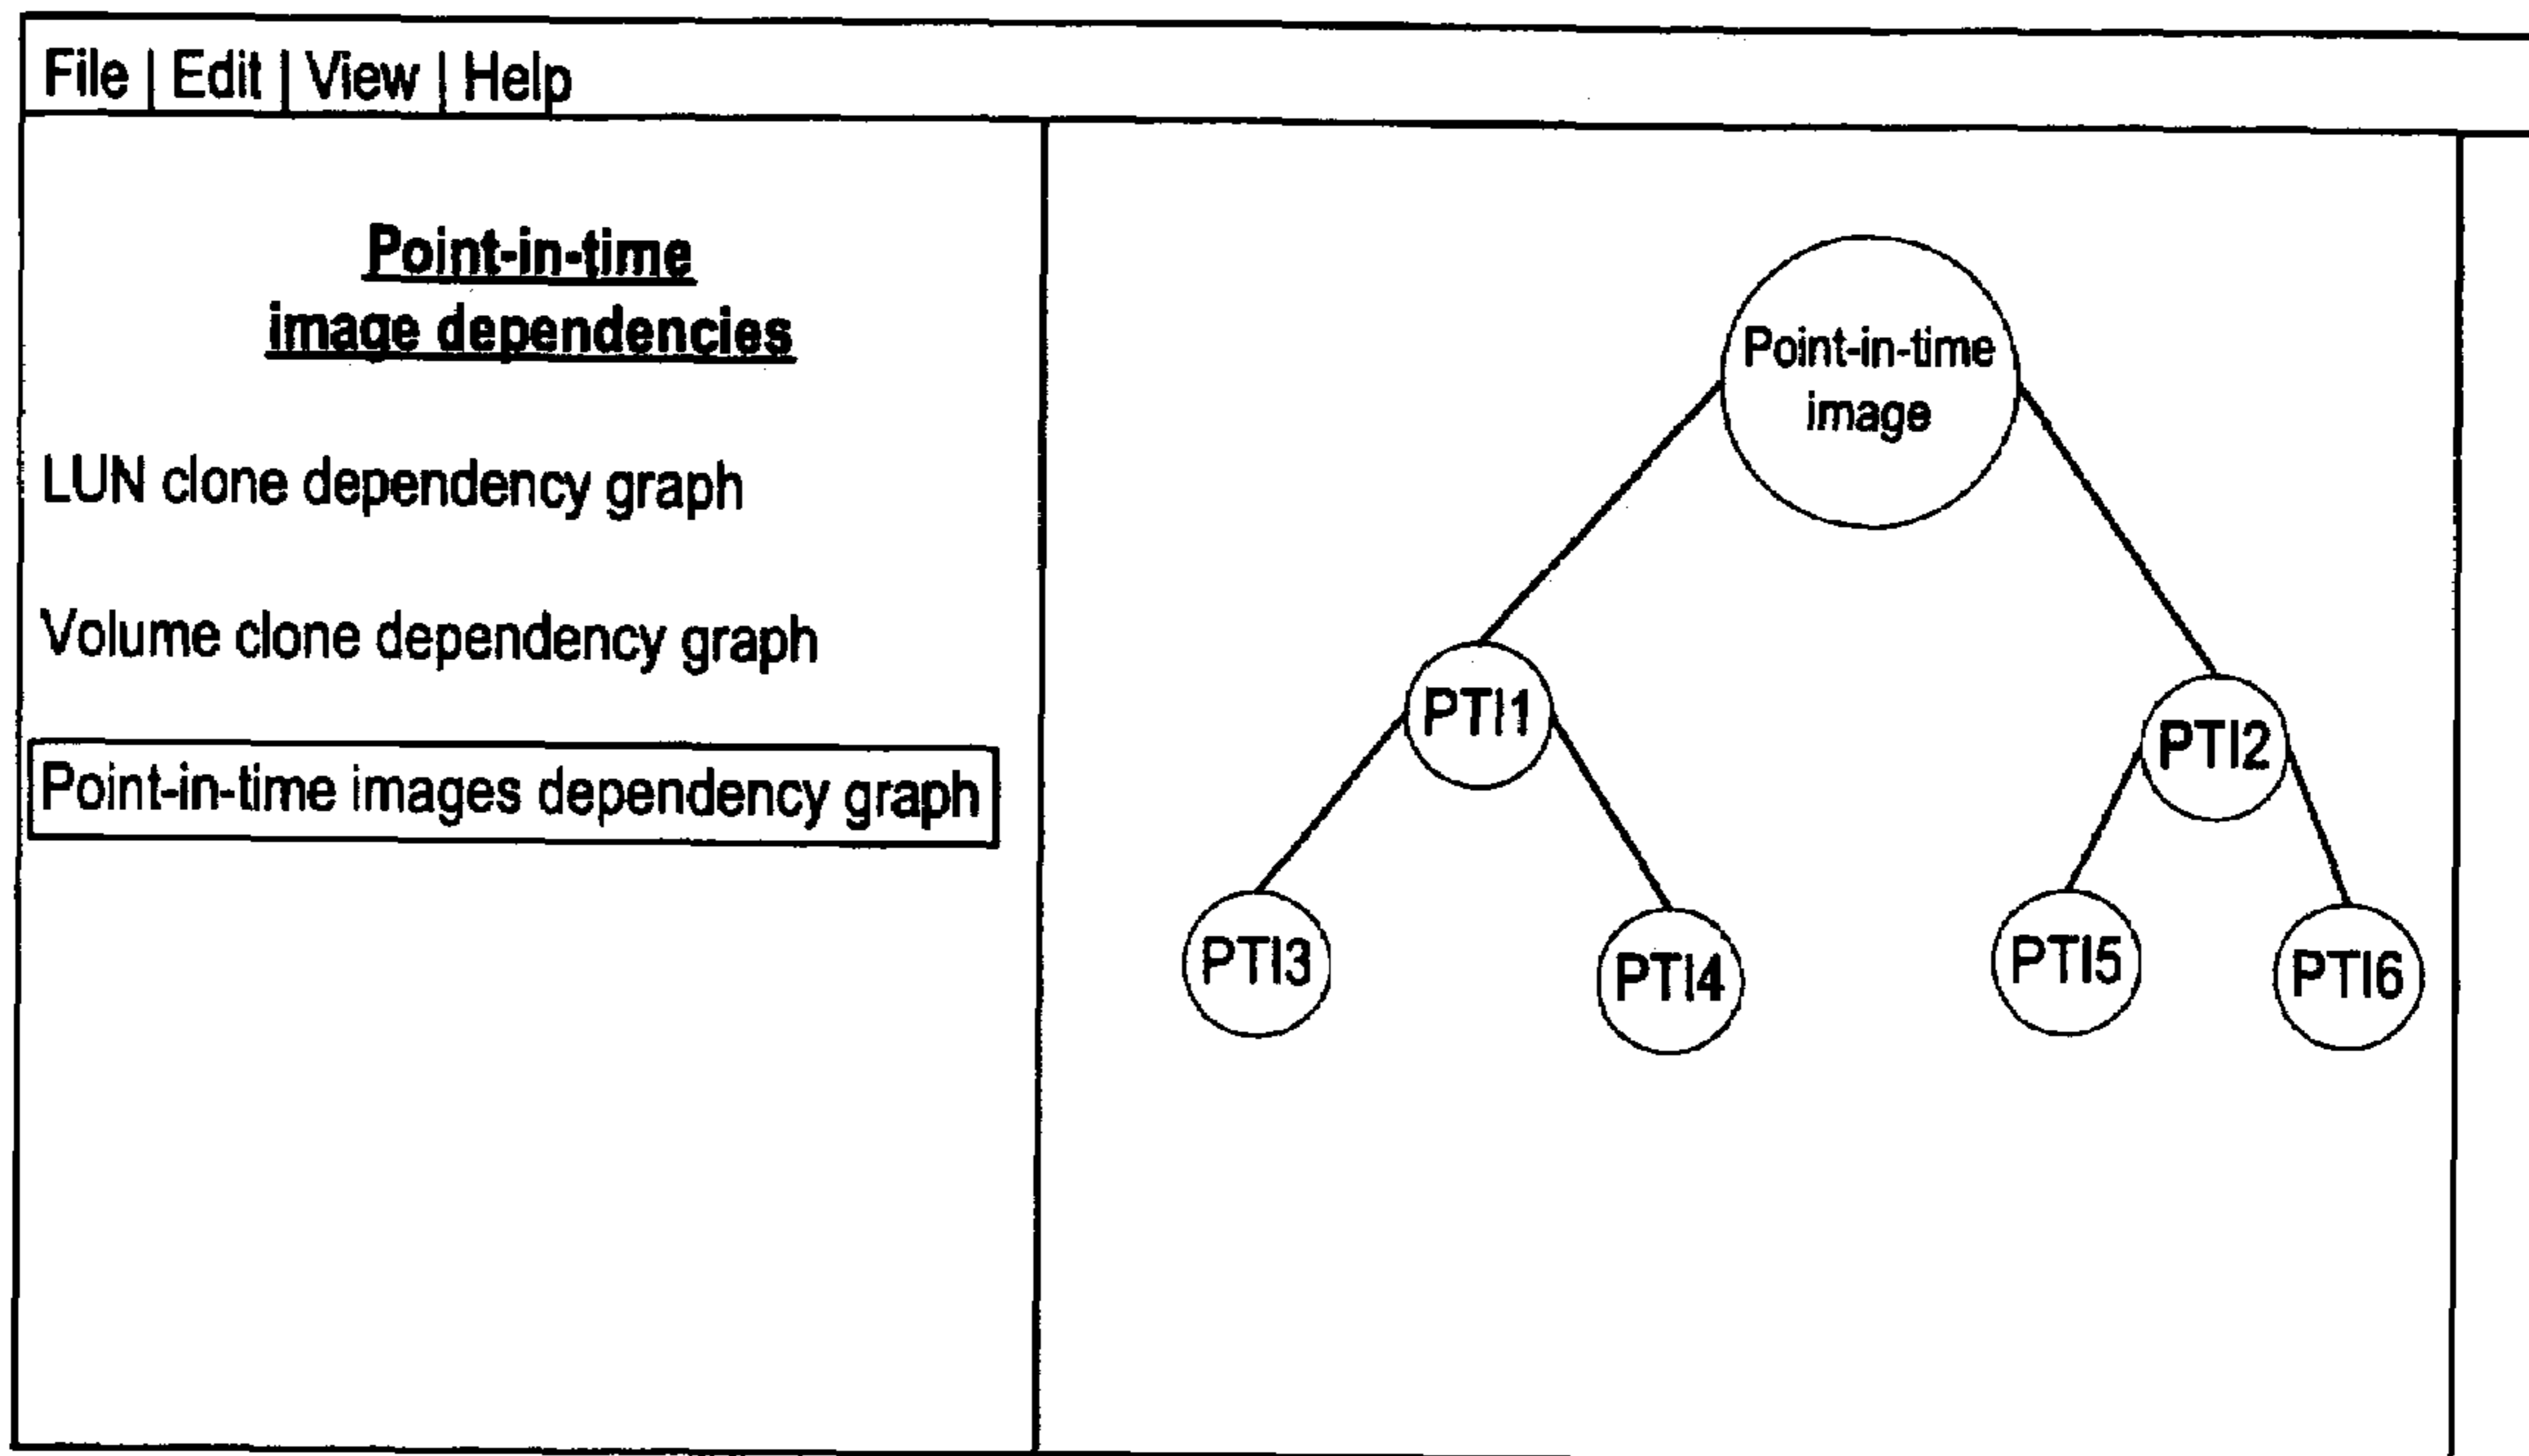 File | Edit | View | Help
Point-in-time
image dependencies
LUN clone dependency graph
Volume clone dependency graph
Point-in-time images dependency graph
Point-in-time
image
PTI1
PTI2
PTI3
PTI4
PTI5
PTI6